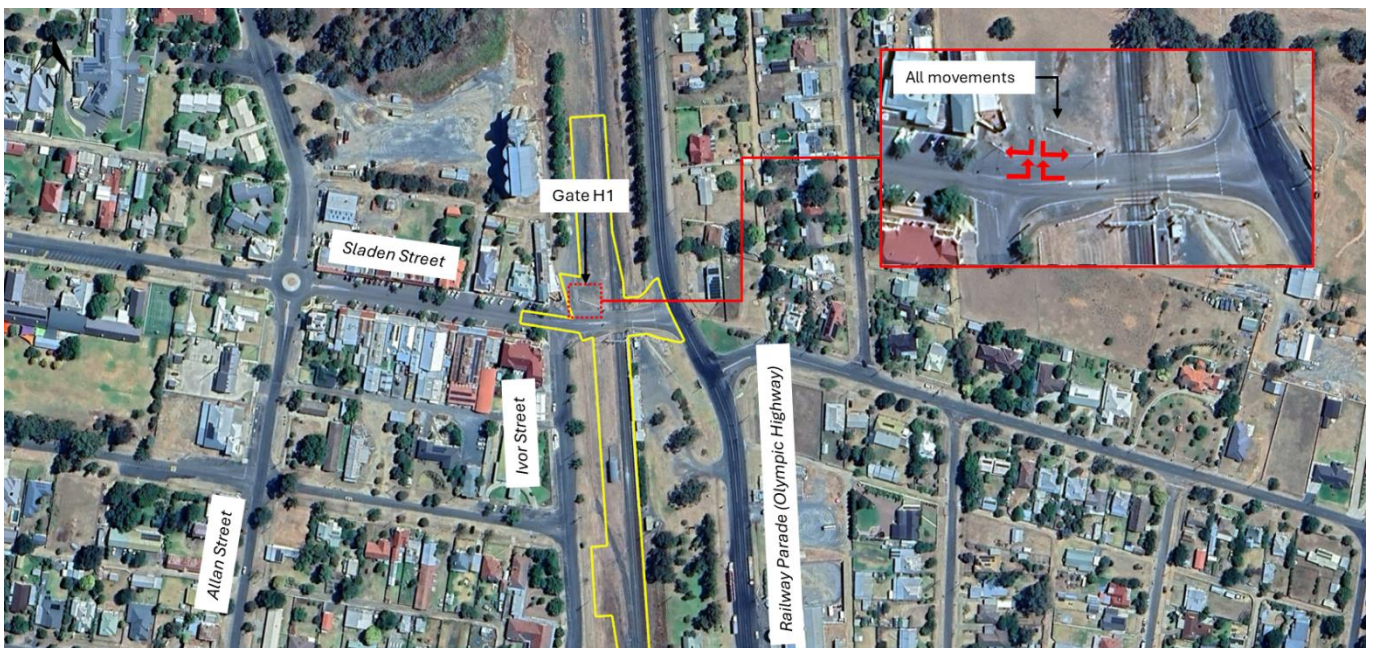 N
All movements
Gate H1
Sladen Street
Ivor Street
Railway Parade (Olympic Highway)
Allan Street